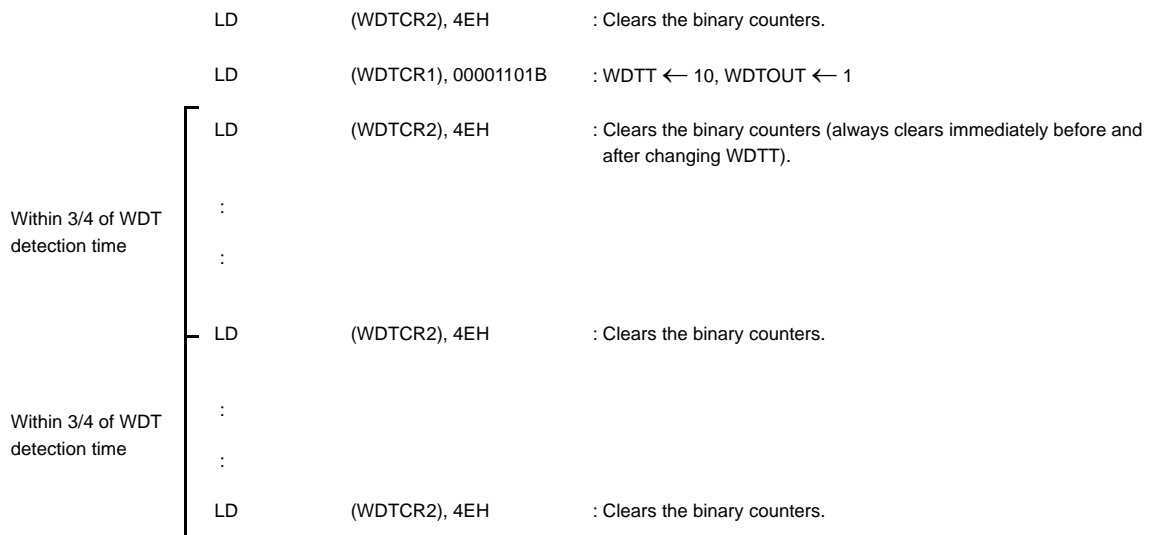 LD (WDTCR2), 4EH : Clears the binary counters.
LD (WDTCR1), 00001101B : WDTT ← 10, WDTOUT ← 1
LD (WDTCR2), 4EH : Clears the binary counters (always clears immediately before and
after changing WDTT).
Within 3/4 of WDT
detection time
:
:
LD (WDTCR2), 4EH : Clears the binary counters.
Within 3/4 of WDT
detection time
:
:
LD (WDTCR2), 4EH : Clears the binary counters.